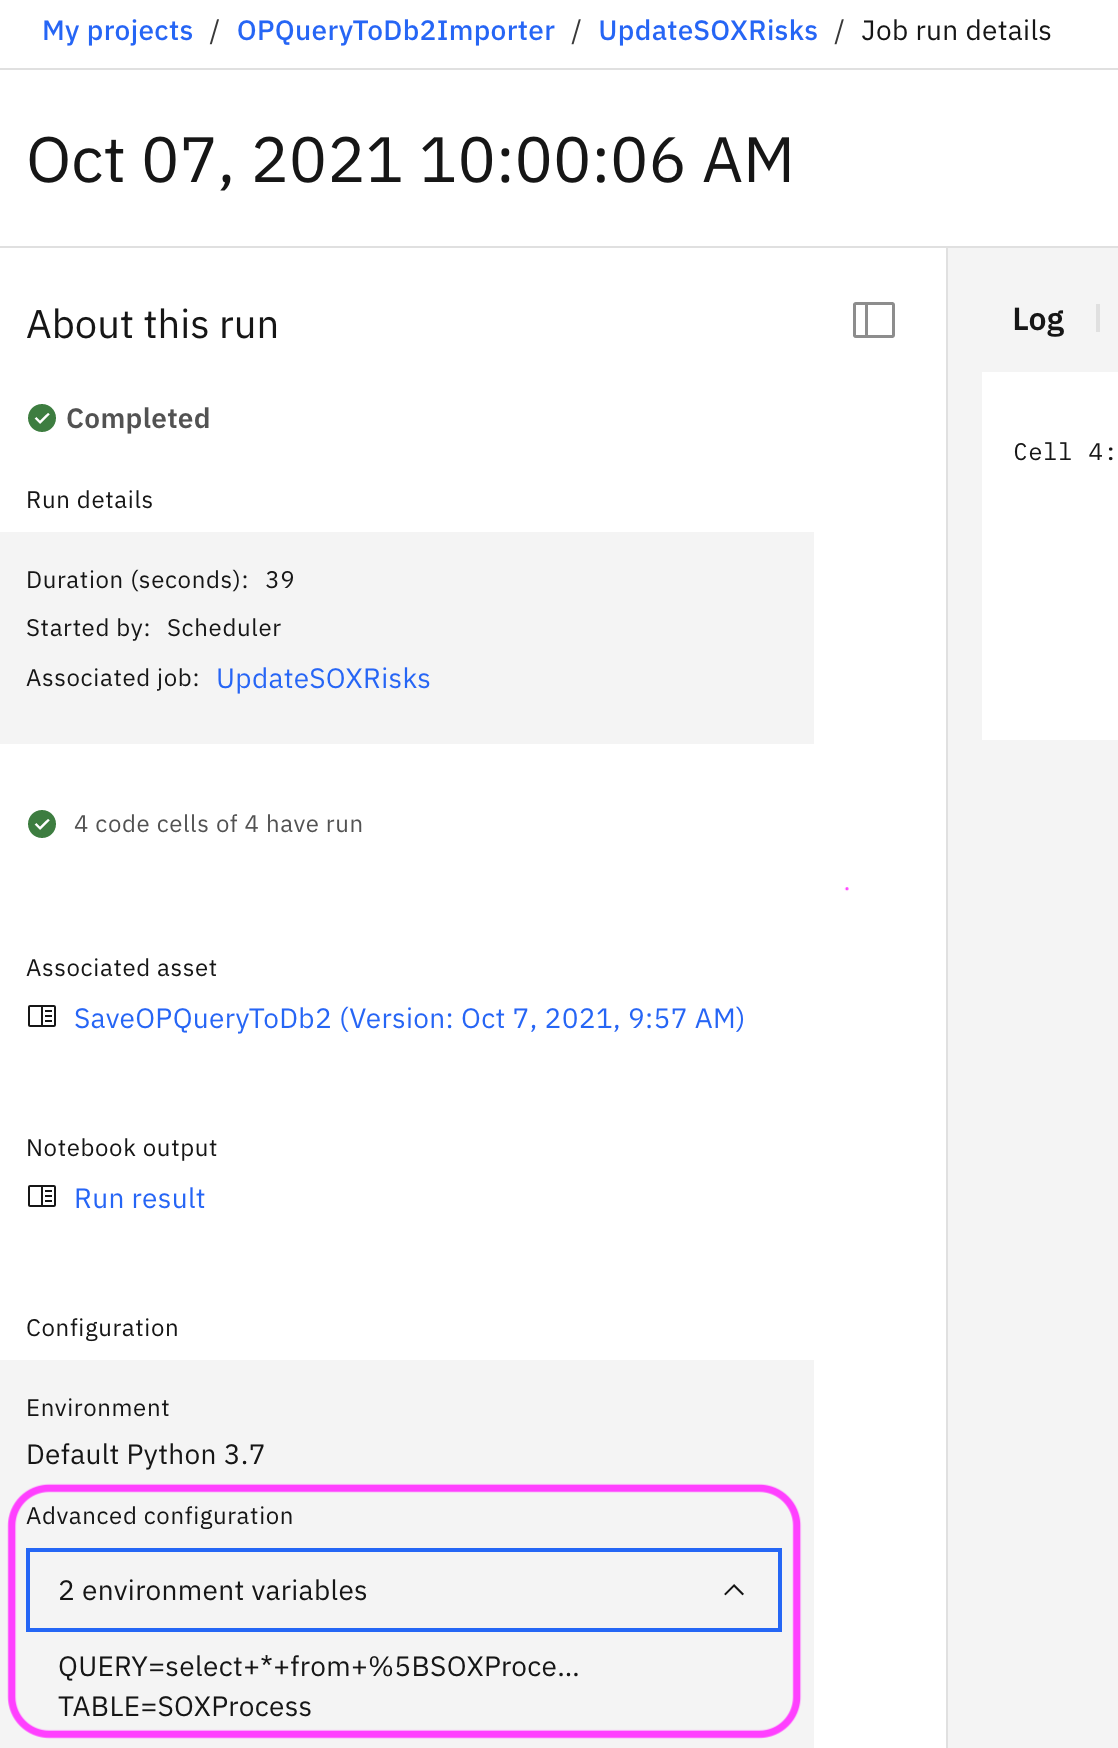 My projects / OPQueryToDb2Importer / UpdateSOXRisks / Job run details
Oct 07, 2021 10:00:06 AM
About this run
Completed
Run details
Duration (seconds): 39
Started by: Scheduler
Associated job: UpdateSOXRisks
4 code cells of 4 have run
Associated asset
SaveOPQueryToDb2 (Version: Oct 7, 2021, 9:57 AM)
Notebook output
Run result
Configuration
Environment
Default Python 3.7
Advanced configuration
2 environment variables
QUERY=select+*+from+%5BSOXProce...
TABLE=SOXProcess
Log
Cell 4: